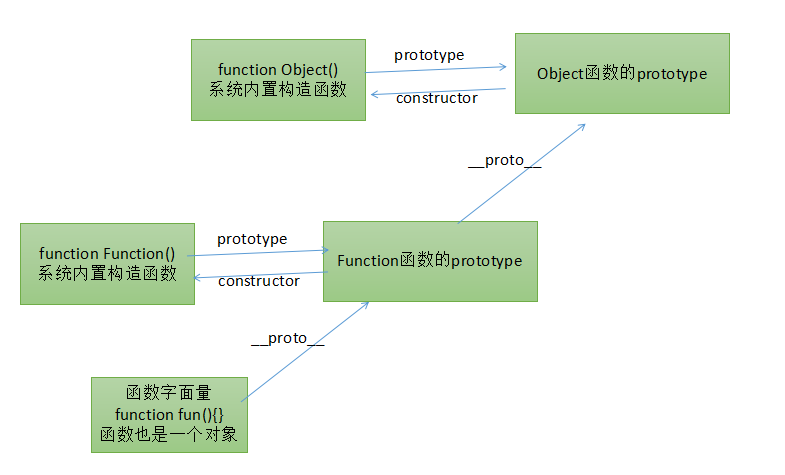 function Object()
系统内置构造函数
prototype
constructor
Object函数的prototype
__proto__
function Function()
系统内置构造函数
prototype
constructor
Function函数的prototype
__proto__
函数字面量
function fun(){}
函数也是一个对象